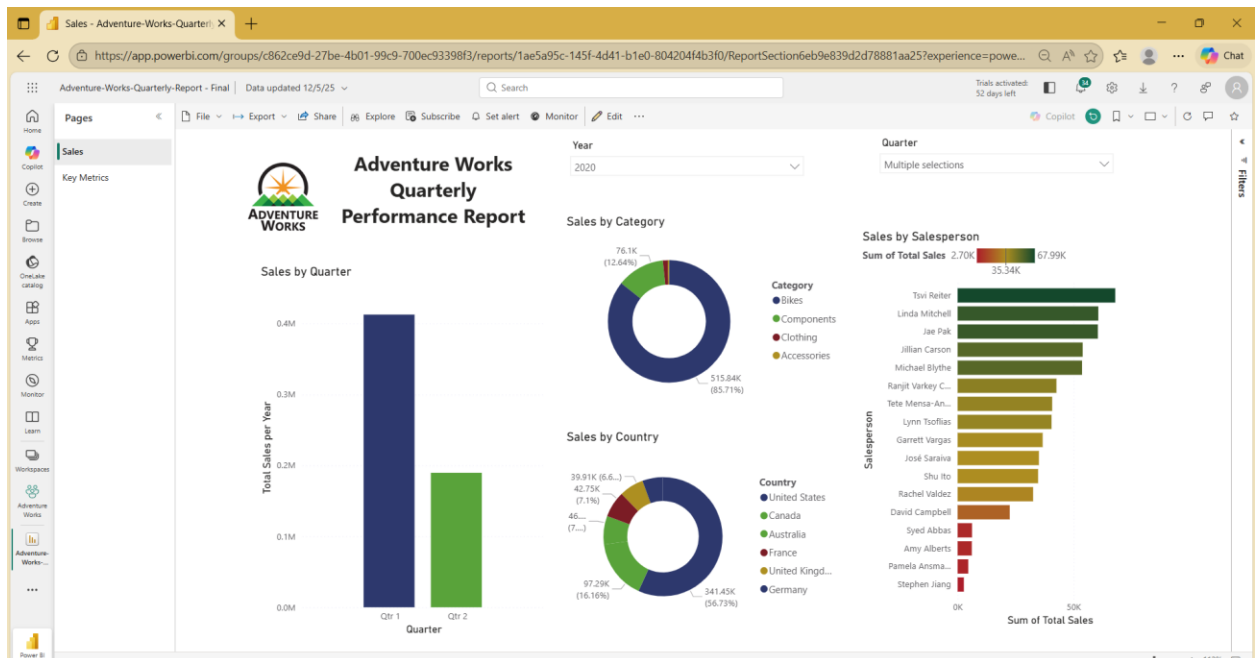 Sales - Adventure-Works-Quarterly
https://app.powerbi.com/groups/c862ce9d-27be-4b01-99c9-700ec93398f3/reports/1ae5a95c-145f-4d41-b1e0-804204f4b3f0/ReportSection6eb9e839d2d78881aa25?experience=powe...
Chat
Adventure-Works-Quarterly-Report - Final | Data updated 12/5/25
Search
Trials activated:
52 days left
Home
Copilot
Create
Browse
OneLake
catalog
Apps
Metrics
Monitor
Learn
Workspaces
Adventure
Works
Adventure-
Works-...
Power BI
Pages
Sales
Key Metrics
File Export Share Explore Subscribe Set alert Monitor Edit ...
Copilot
Filters
ADVENTURE
WORKS
Adventure Works
Quarterly
Performance Report
Year
2020
Quarter
Multiple selections
Sales by Quarter
Total Sales per Year
0.4M
0.3M
0.2M
0.1M
0.0M
Qtr 1
Qtr 2
Quarter
Sales by Category
76.1K
(12.64%)
515.84K
(85.71%)
Category
Bikes
Components
Clothing
Accessories
Sales by Country
39.91K (6.6...)
42.75K
(7.1%)
46....
(7....)
97.29K
(16.16%)
341.45K
(56.73%)
Country
United States
Canada
Australia
France
United Kingd...
Germany
Sales by Salesperson
Sum of Total Sales 2.70K 67.99K
35.34K
Salesperson
Tsvi Reiter
Linda Mitchell
Jae Pak
Jillian Carson
Michael Blythe
Ranjit Varkey C...
Tete Mensa-An...
Lynn Tsoflias
Garrett Vargas
José Saraiva
Shu Ito
Rachel Valdez
David Campbell
Syed Abbas
Amy Alberts
Pamela Ansma...
Stephen Jiang
0K
50K
Sum of Total Sales